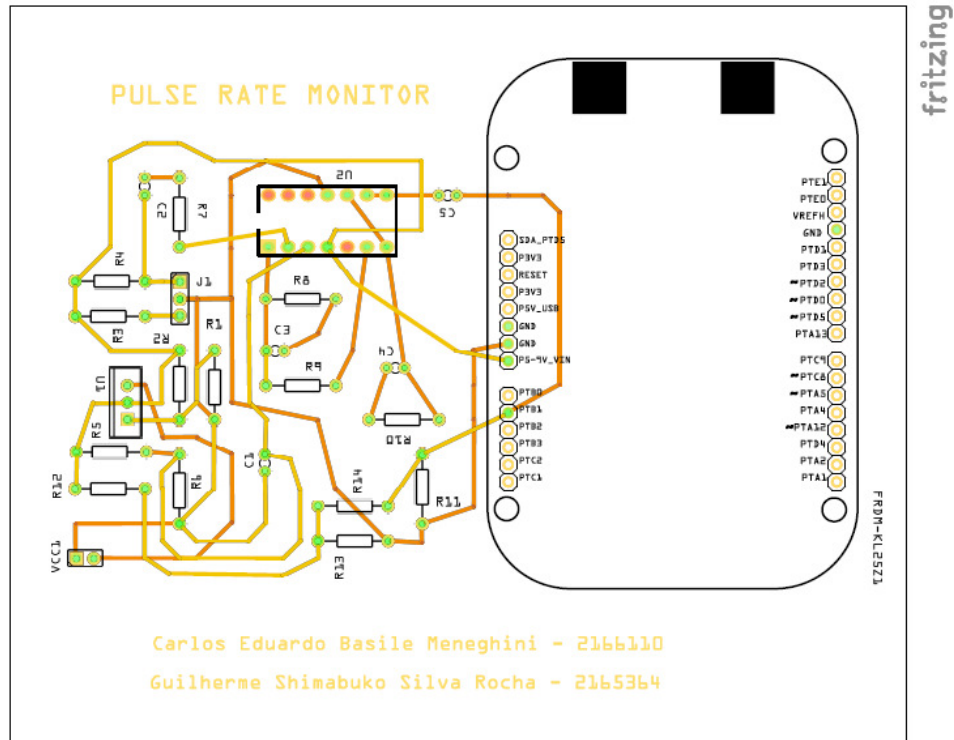 fritzing
PULSE RATE MONITOR
U2
C2
R7
C5
R4
J1
R3
R2
R1
R8
C3
R9
C4
R10
U1
R5
C1
R12
R6
R14
R11
R13
VCC1
SDA_PTD5
P3V3
RESET
P3V3
P5V_USB
GND
GND
P5-9V_VIN
PTB0
PTB1
PTB2
PTB3
PTC2
PTC1
PTE1
PTE0
VREFH
GND
PTD1
PTD3
~PTD2
~PTD0
~PTD5
PTA13
PTC9
~PTC8
~PTA5
PTA4
~PTA12
PTD4
PTA2
PTA1
FRDM-KL25Z1
Carlos Eduardo Basile Meneghini - 2166110
Guilherme Shimabuko Silva Rocha - 2165364